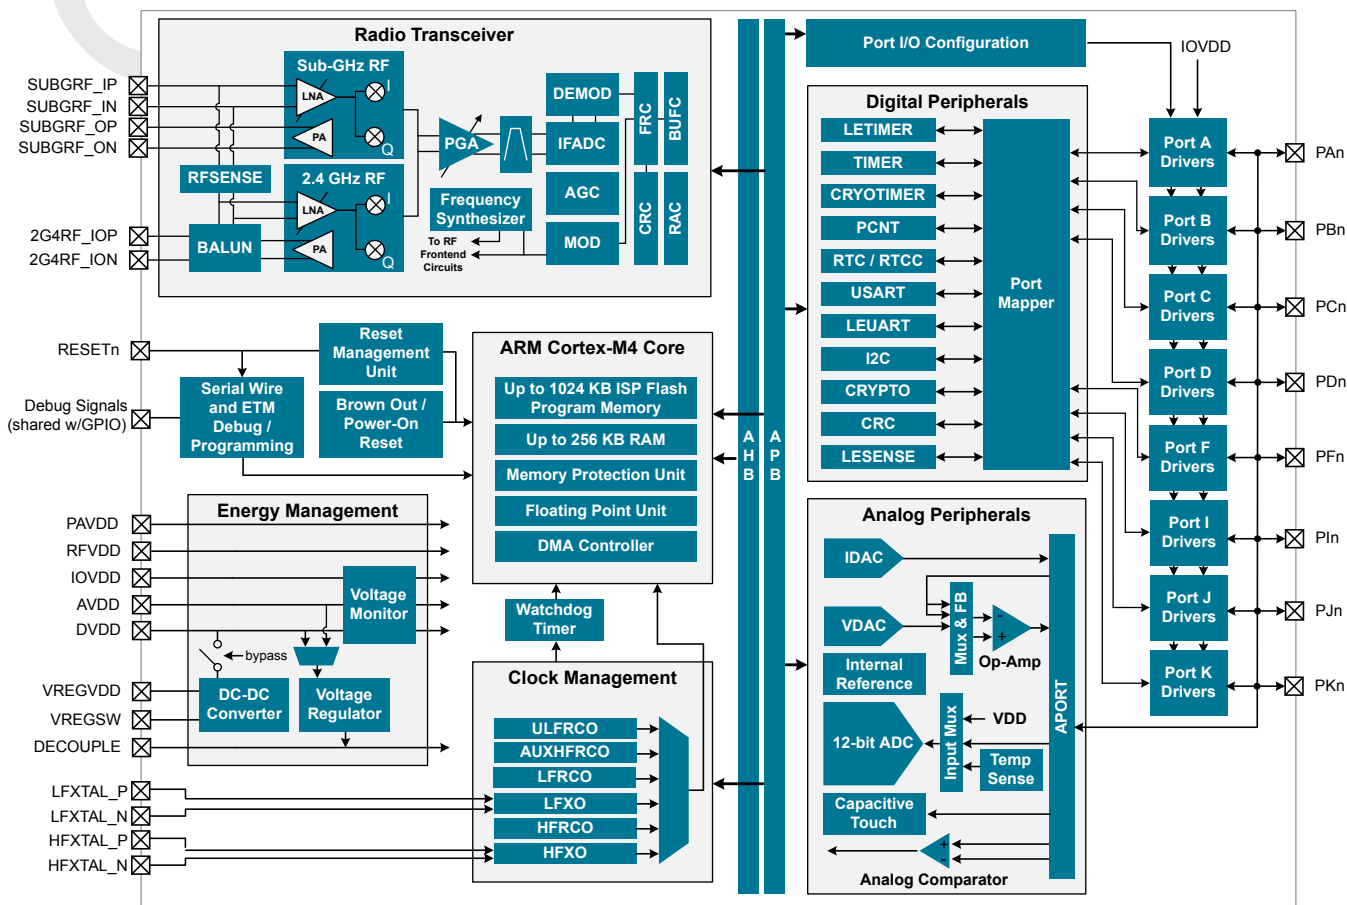 Radio Transceiver
SUBGRF_IP
SUBGRF_IN
SUBGRF_OP
SUBGRF_ON
2G4RF_IOP
2G4RF_ION
Sub-GHz RF
LNA
I
PA
Q
RFSENSE
2.4 GHz RF
LNA
I
BALUN
PA
Q
PGA
DEMOD
IFADC
AGC
MOD
FRC
BUFC
CRC
RAC
Frequency
Synthesizer
To RF
Frontend
Circuits
RESETn
Debug Signals
(shared w/GPIO)
Reset
Management
Unit
Serial Wire
and ETM
Debug /
Programming
Brown Out /
Power-On
Reset
ARM Cortex-M4 Core
Up to 1024 KB ISP Flash
Program Memory
Up to 256 KB RAM
Memory Protection Unit
Floating Point Unit
DMA Controller
Energy Management
PAVDD
RFVDD
IOVDD
AVDD
DVDD
VREGVDD
VREGSW
DECOUPLE
Voltage
Monitor
bypass
DC-DC
Converter
Voltage
Regulator
Watchdog
Timer
Clock Management
ULFRCO
AUXHFRCO
LFRCO
LFXO
HFRCO
HFXO
LFXTAL_P
LFXTAL_N
HFXTAL_P
HFXTAL_N
A
H
B
A
P
B
Port I/O Configuration
IOVDD
Digital Peripherals
LETIMER
TIMER
CRYOTIMER
PCNT
RTC / RTCC
USART
LEUART
I2C
CRYPTO
CRC
LESENSE
Port
Mapper
Analog Peripherals
IDAC
VDAC
Mux & FB
-
+
Op-Amp
Internal
Reference
12-bit ADC
Input Mux
VDD
Temp
Sense
Capacitive
Touch
+
-
Analog Comparator
APORT
Port A
Drivers
Port B
Drivers
Port C
Drivers
Port D
Drivers
Port F
Drivers
Port I
Drivers
Port J
Drivers
Port K
Drivers
PAn
PBn
PCn
PDn
PFn
PIn
PJn
PKn